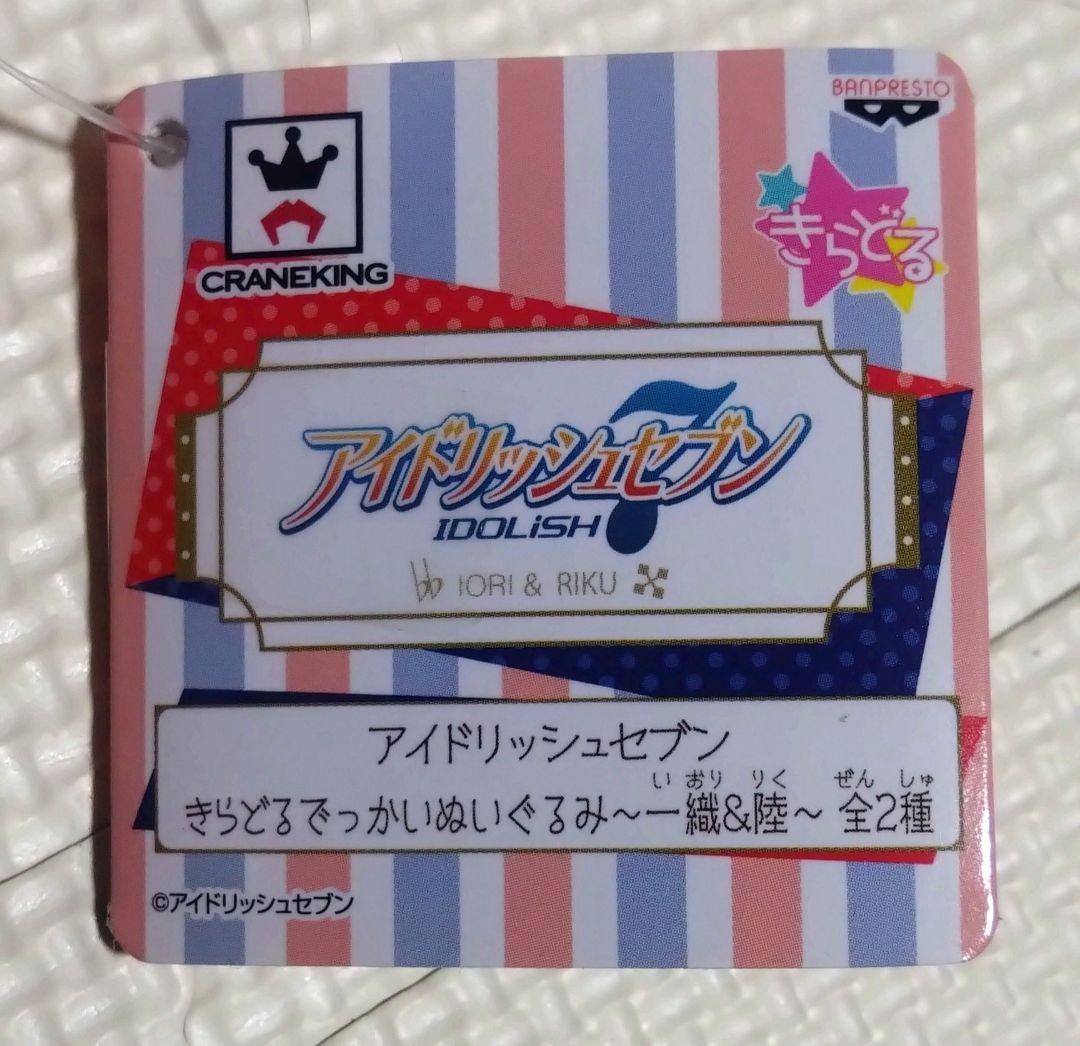 BANPRESTO
CRANEKING
きらどる
アイドリッシュセブン
IDOLiSH7
♭♭ IORI & RIKU 𝄪
アイドリッシュセブン
い おり りく ぜん しゅ
きらどるでっかいぬいぐるみ～一織&陸～ 全2種
©アイドリッシュセブン